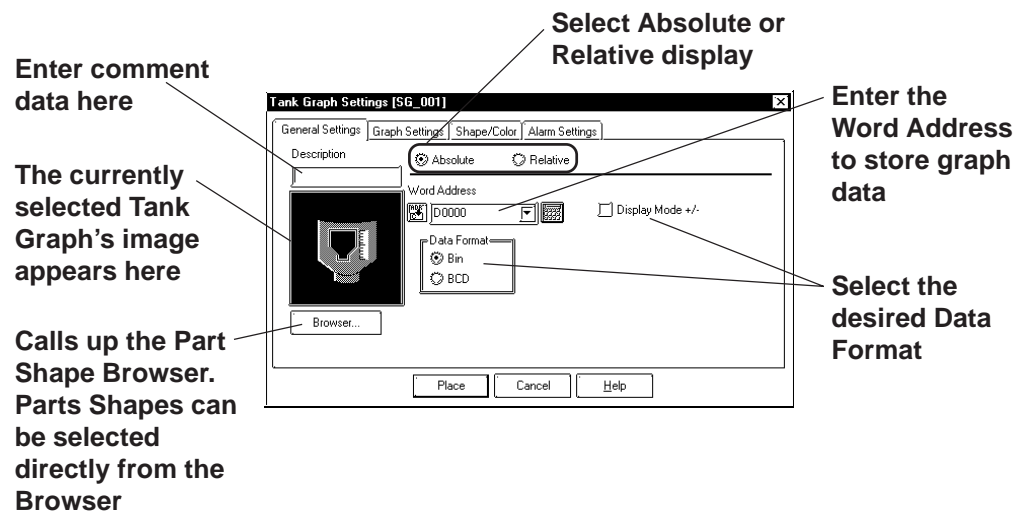 Select Absolute or
Relative display
Enter comment
data here
Enter the
Word Address
to store graph
data
The currently
selected Tank
Graph's image
appears here
Calls up the Part
Shape Browser.
Parts Shapes can
be selected
directly from the
Browser
Select the
desired Data
Format
Tank Graph Settings [SG_001]
General Settings Graph Settings Shape/Color Alarm Settings
Description
Absolute Relative
Word Address
D0000
Display Mode +/-
Data Format
Bin
BCD
Browser...
Place Cancel Help